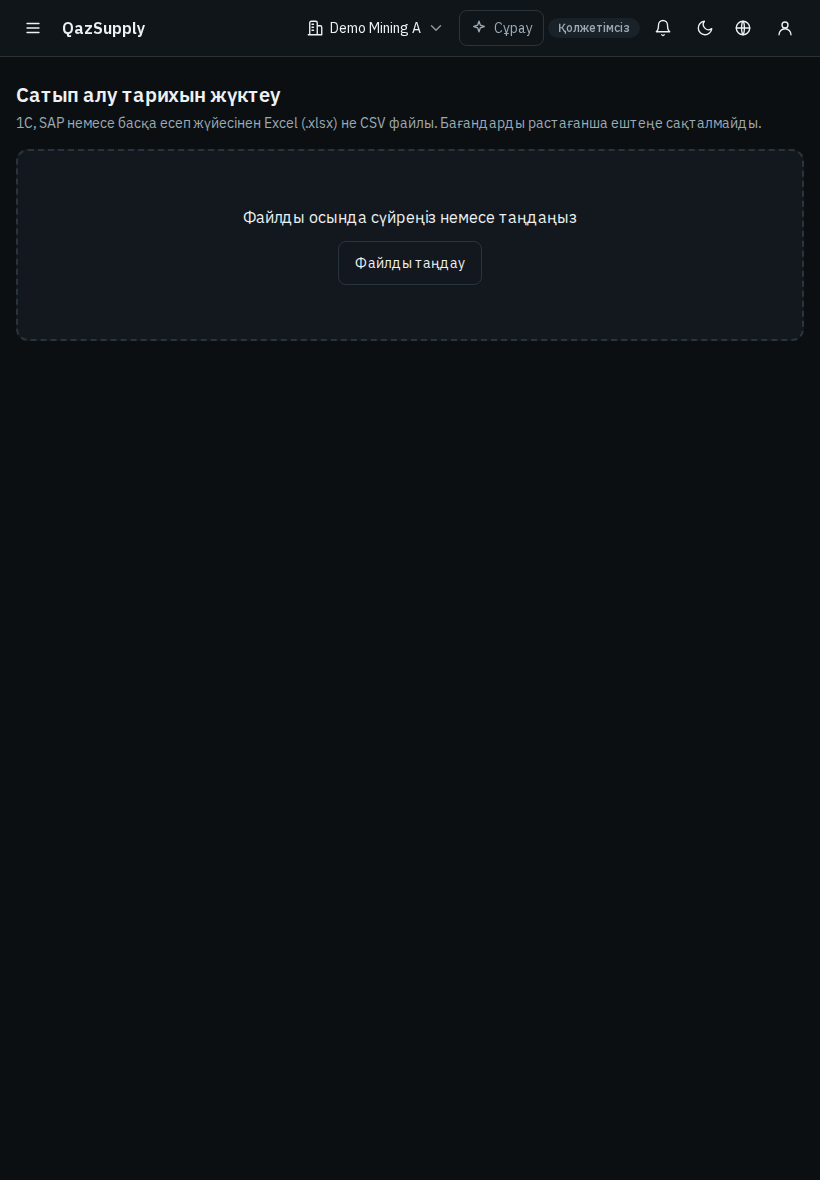 QazSupply
Demo Mining A
Сұрау
Қолжетімсіз
Сатып алу тарихын жүктеу
1С, SAP немесе басқа есеп жүйесінен Excel (.xlsx) не CSV файлы. Бағандарды растағанша ештеңе сақталмайды.
Файлды осында сүйреңіз немесе таңдаңыз
Файлды таңдау